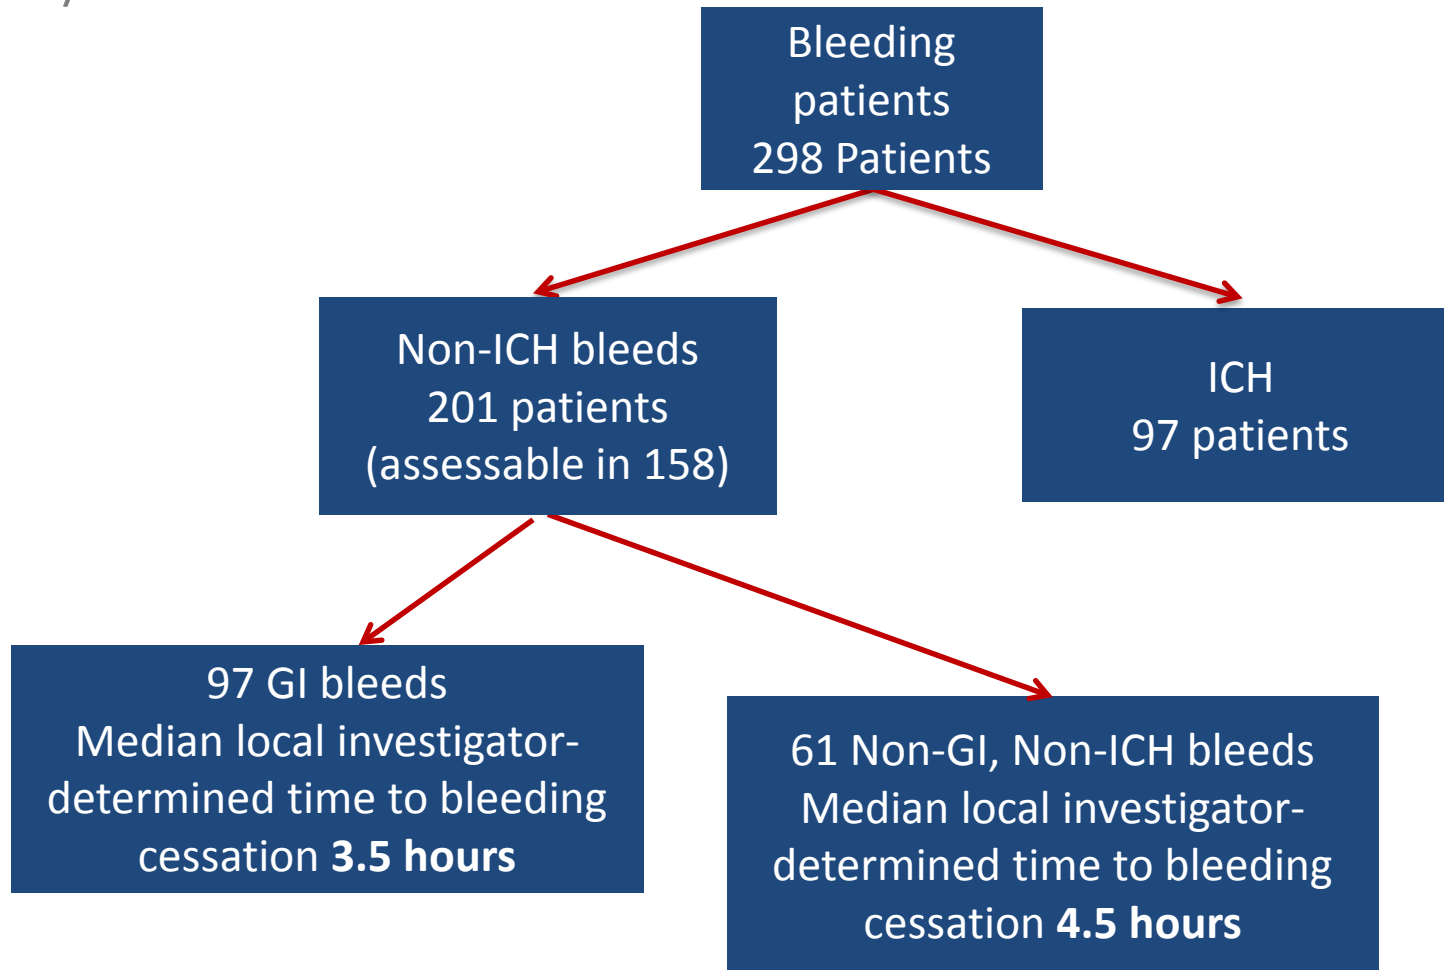 Bleeding
patients
298 Patients
Non-ICH bleeds
201 patients
(assessable in 158)
ICH
97 patients
97 GI bleeds
Median local investigator-
determined time to bleeding
cessation 3.5 hours
61 Non-GI, Non-ICH bleeds
Median local investigator-
determined time to bleeding
cessation 4.5 hours